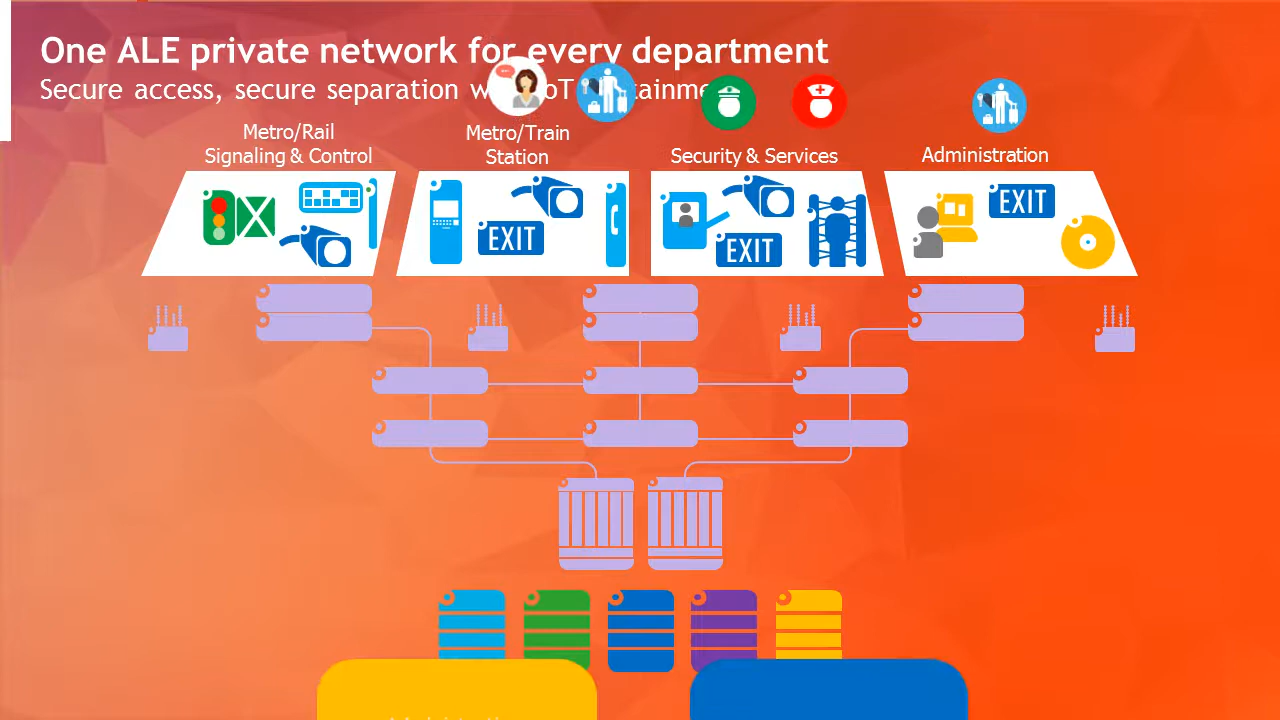 One ALE private network for every department
Secure access, secure separation
Metro/Rail
Signaling & Control
Metro/Train
Station
Security & Services
Administration
EXIT
EXIT
EXIT